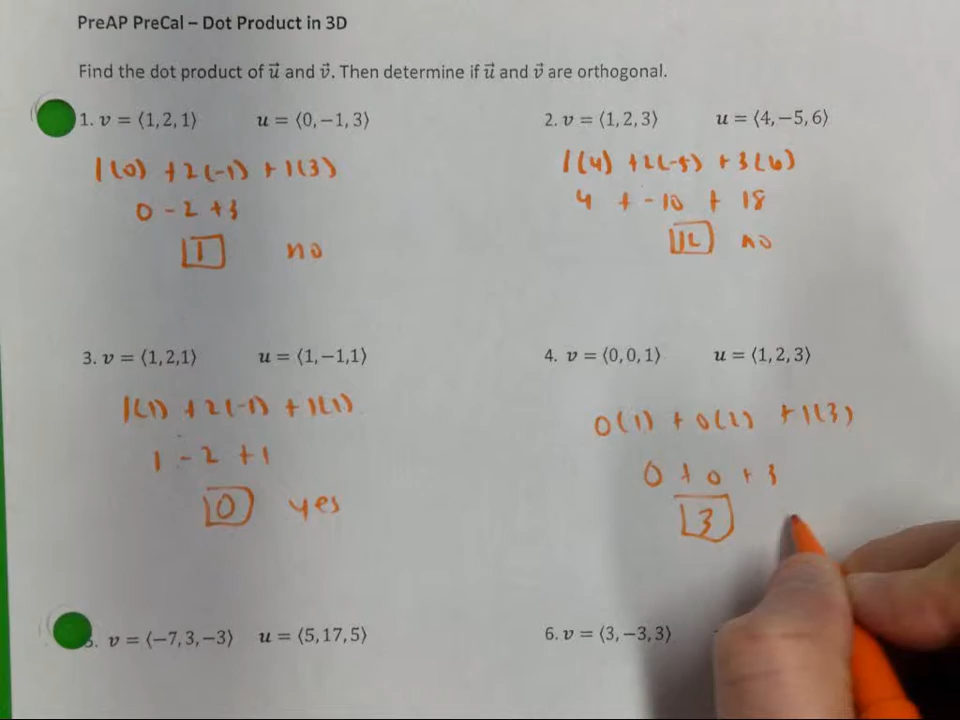 PreAP PreCal – Dot Product in 3D
Find the dot product of u⃗ and v⃗. Then determine if u⃗ and v⃗ are orthogonal.
1. v = ⟨1,2,1⟩ u = ⟨0,−1,3⟩
1(0) +2(-1) +1(3)
0 -2 +3
1 no
2. v = ⟨1,2,3⟩ u = ⟨4,−5,6⟩
1(4) +2(-5) +3(6)
4 + -10 + 18
12 no
3. v = ⟨1,2,1⟩ u = ⟨1,−1,1⟩
1(1) +2(-1) +1(1)
1 -2 +1
0 yes
4. v = ⟨0,0,1⟩ u = ⟨1,2,3⟩
0(1) + 0(2) +1(3)
0 + 0 + 3
3
v = ⟨−7,3,−3⟩ u = ⟨5,17,5⟩
6. v = ⟨3,−3,3⟩